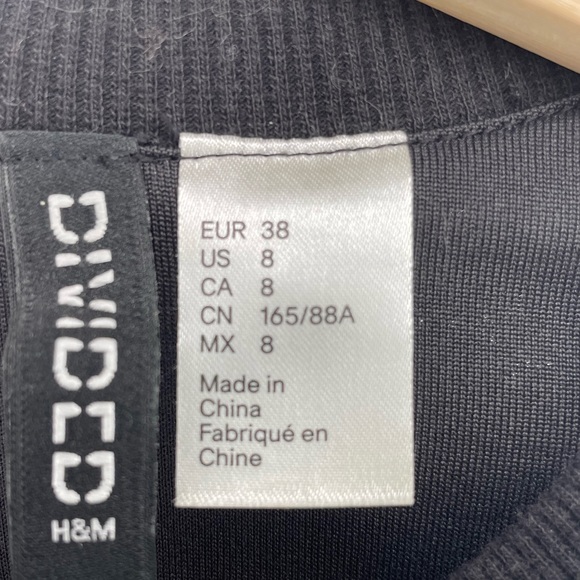 DIVIDED
H&M
EUR 38
US 8
CA 8
CN 165/88A
MX 8
Made in
China
Fabriqué en
Chine